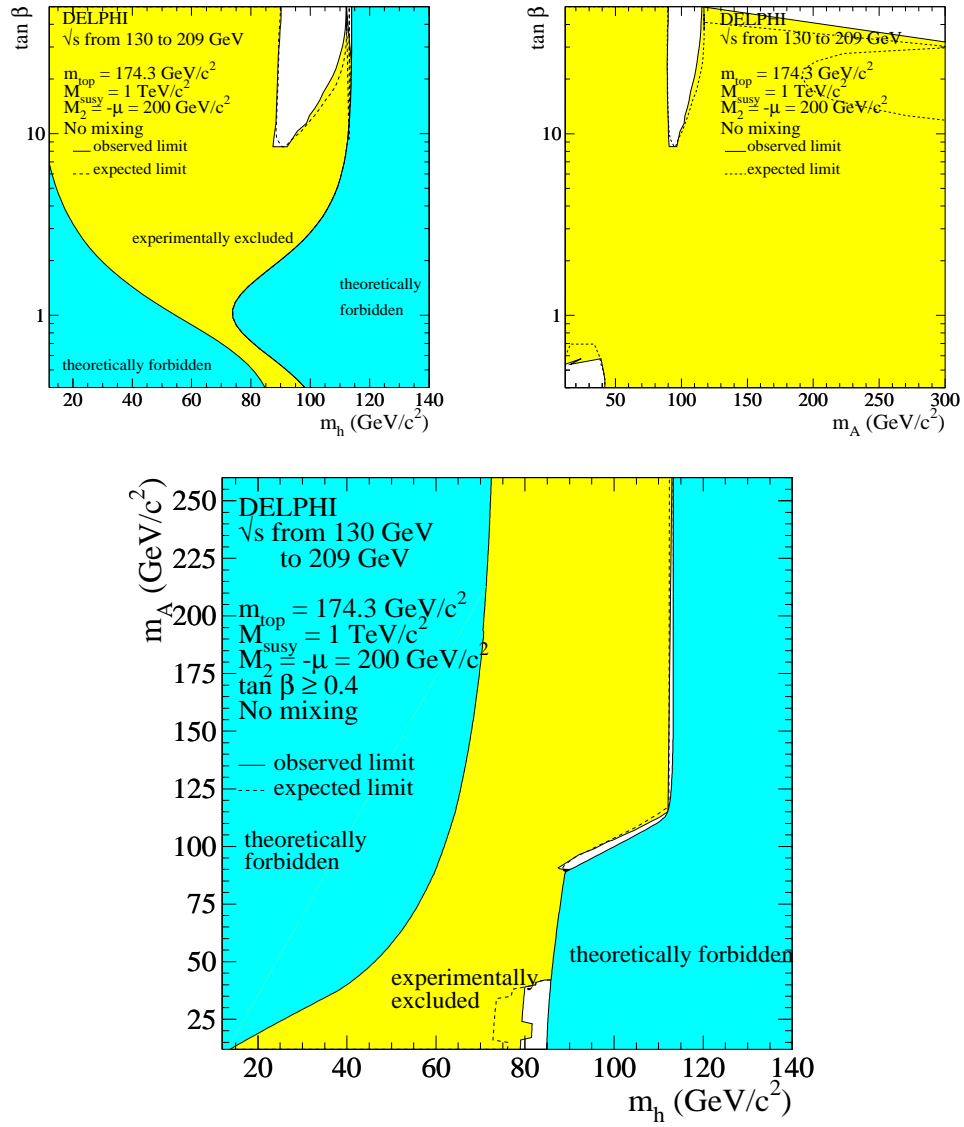 tan β
DELPHI
√s from 130 to 209 GeV
m_top = 174.3 GeV/c²
M_susy = 1 TeV/c²
M_2 = -μ = 200 GeV/c²
No mixing
observed limit
expected limit
experimentally excluded
theoretically
forbidden
theoretically forbidden
10
1
20 40 60 80 100 120 140
m_h (GeV/c²)
tan β
DELPHI
√s from 130 to 209 GeV
m_top = 174.3 GeV/c²
M_susy = 1 TeV/c²
M_2 = -μ = 200 GeV/c²
No mixing
observed limit
expected limit
10
1
50 100 150 200 250 300
m_A (GeV/c²)
m_A (GeV/c²)
250
225
200
175
150
125
100
75
50
25
DELPHI
√s from 130 GeV
to 209 GeV
m_top = 174.3 GeV/c²
M_susy = 1 TeV/c²
M_2 = -μ = 200 GeV/c²
tan β ≥ 0.4
No mixing
observed limit
expected limit
theoretically
forbidden
theoretically forbidden
experimentally
excluded
20 40 60 80 100 120 140
m_h (GeV/c²)